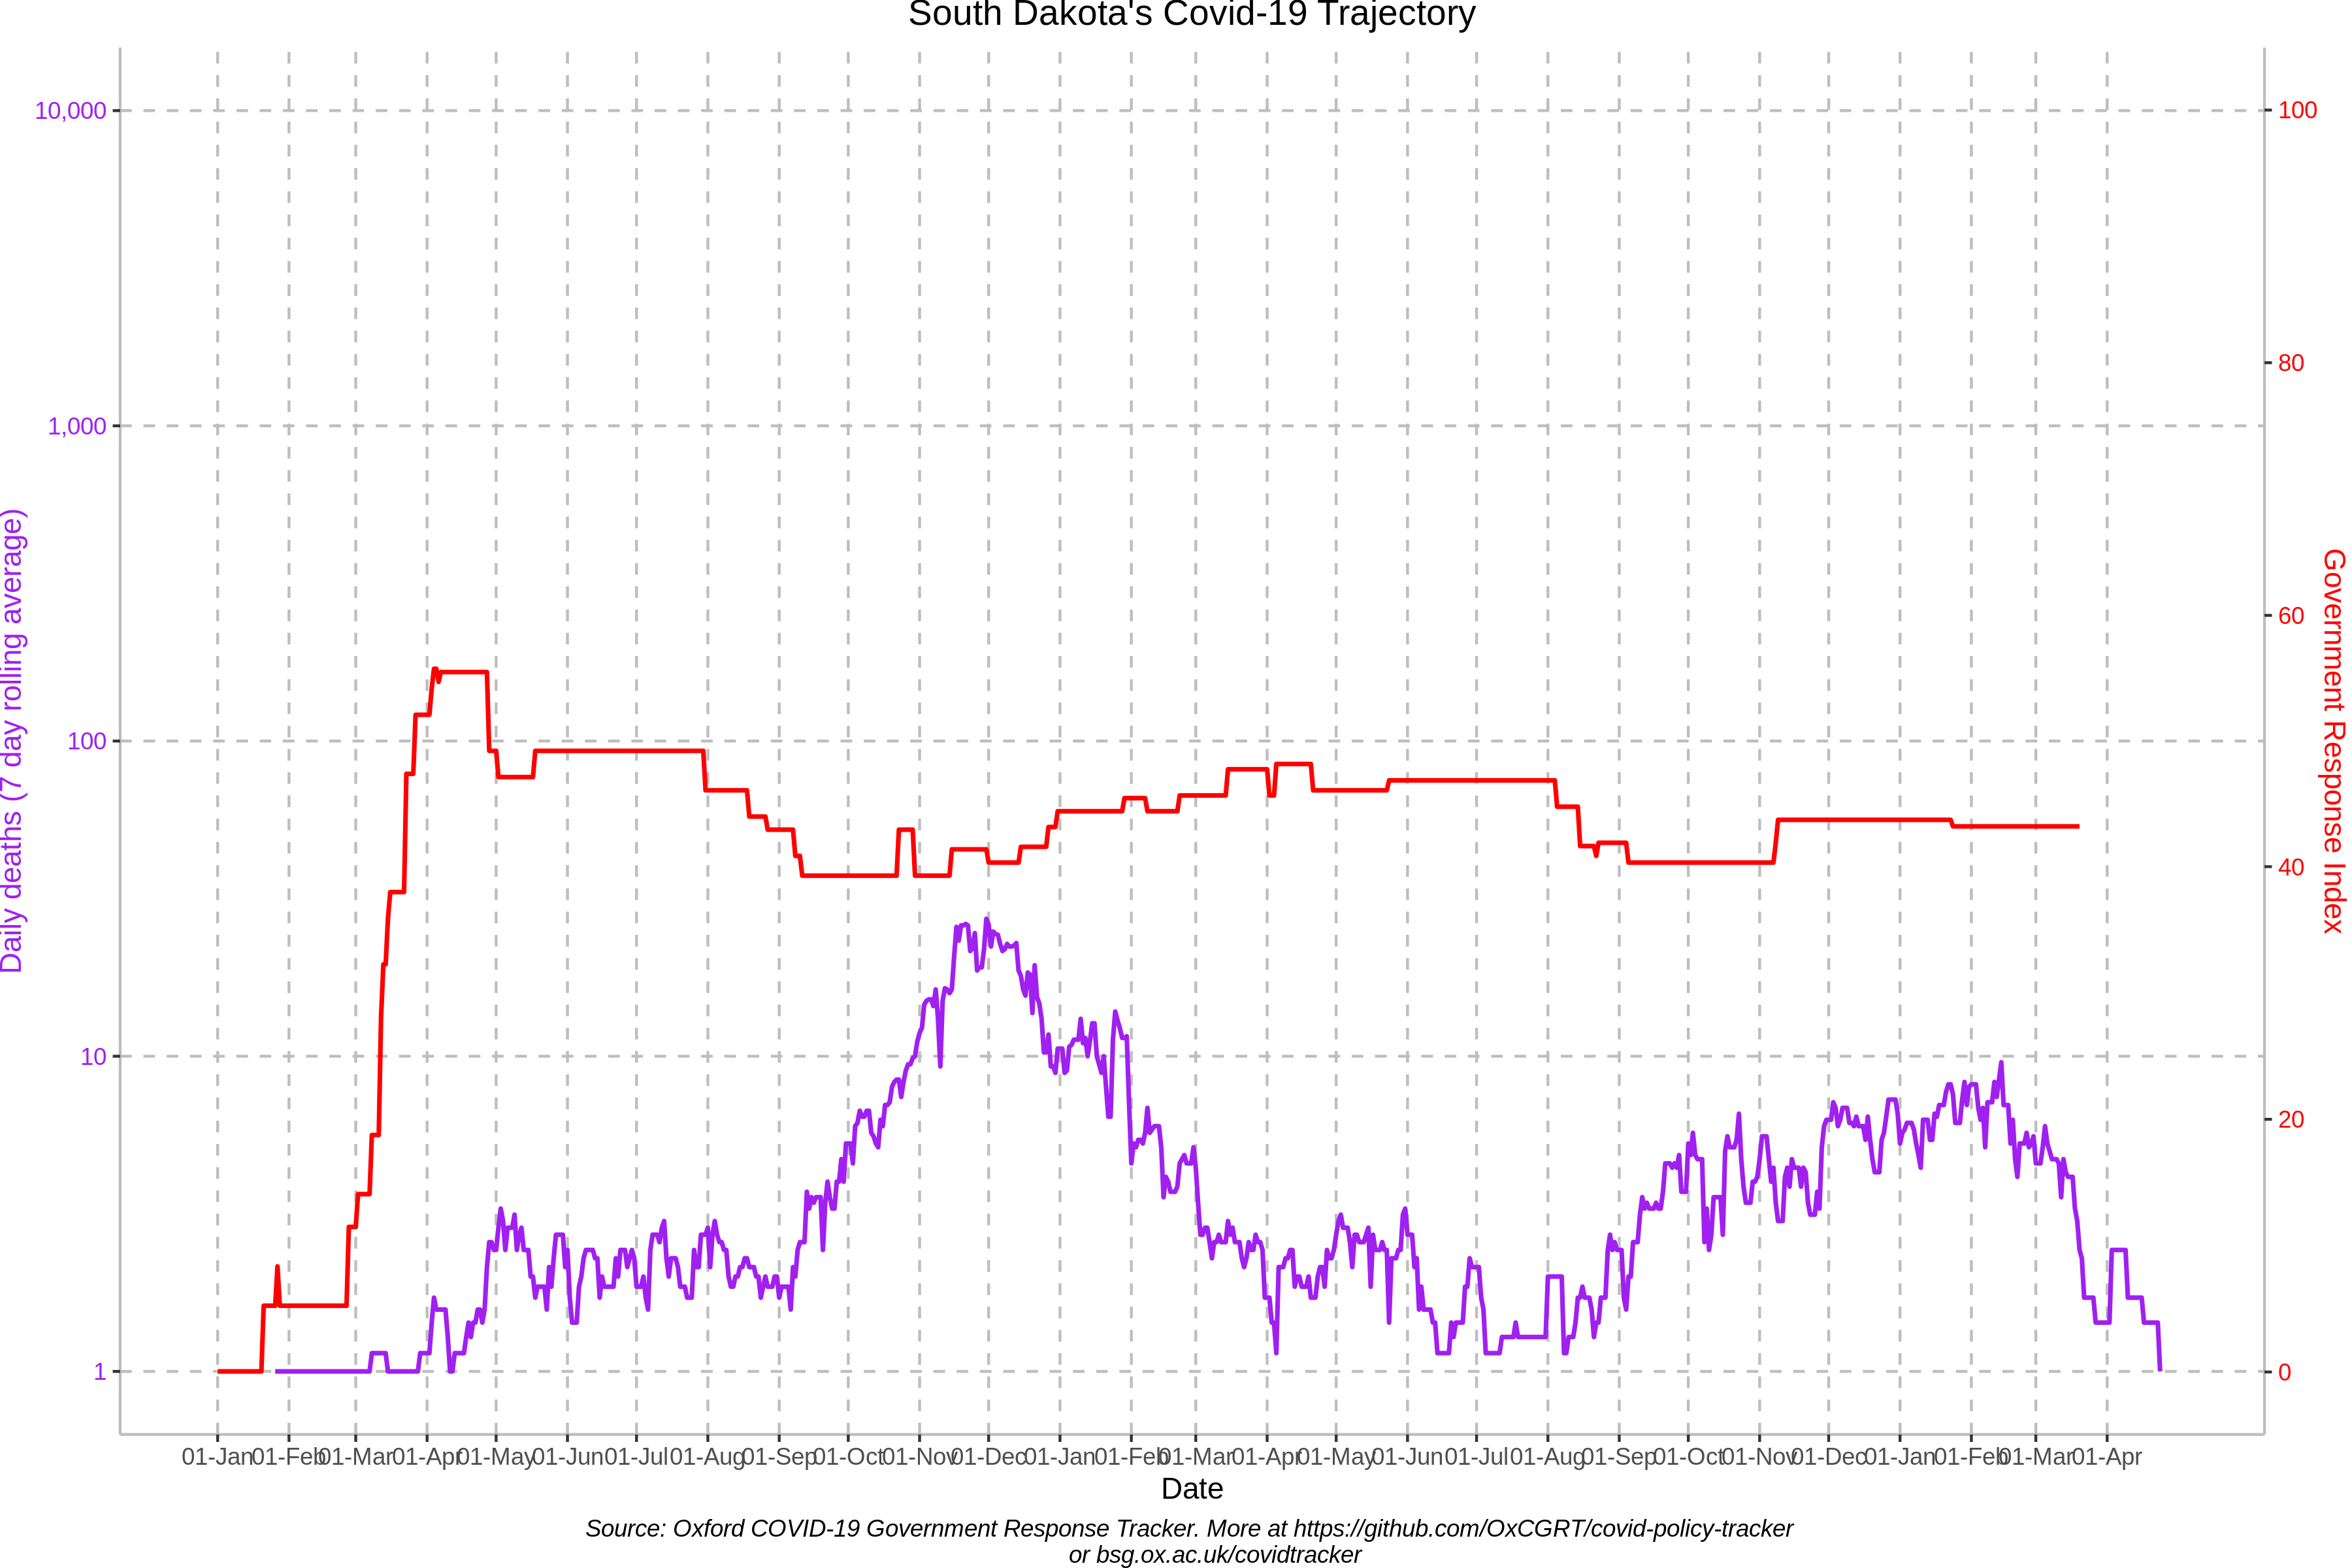 South Dakota's Covid-19 Trajectory
10,000
1,000
100
10
1
Daily deaths (7 day rolling average)
100
80
60
40
20
0
Government Response Index
01-Jan 01-Feb 01-Mar 01-Apr 01-May 01-Jun 01-Jul 01-Aug 01-Sep 01-Oct 01-Nov 01-Dec 01-Jan 01-Feb 01-Mar 01-Apr 01-May 01-Jun 01-Jul 01-Aug 01-Sep 01-Oct 01-Nov 01-Dec 01-Jan 01-Feb 01-Mar 01-Apr
Date
Source: Oxford COVID-19 Government Response Tracker. More at https://github.com/OxCGRT/covid-policy-tracker
or bsg.ox.ac.uk/covidtracker